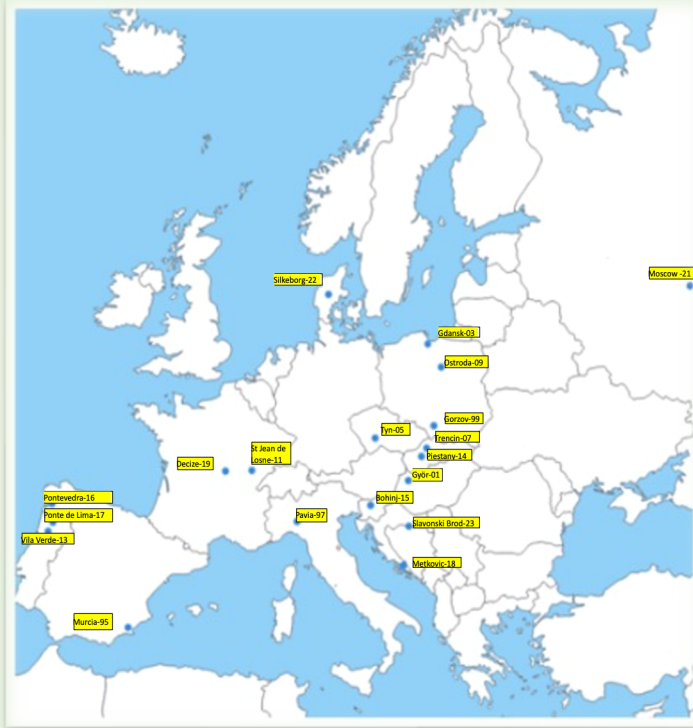 Moscow -21
Silkeborg-22
Gdansk-03
Ostroda-09
Gorzov-99
Tyn-05
Trencin-07
St Jean de
Losne-11
Piestany-14
Decize-19
Györ-01
Pontevedra-16
Bohinj-15
Ponte de Lima-17
Pavia-97
Slavonski Brod-23
Vila Verde-13
Metkovic-18
Murcia-95